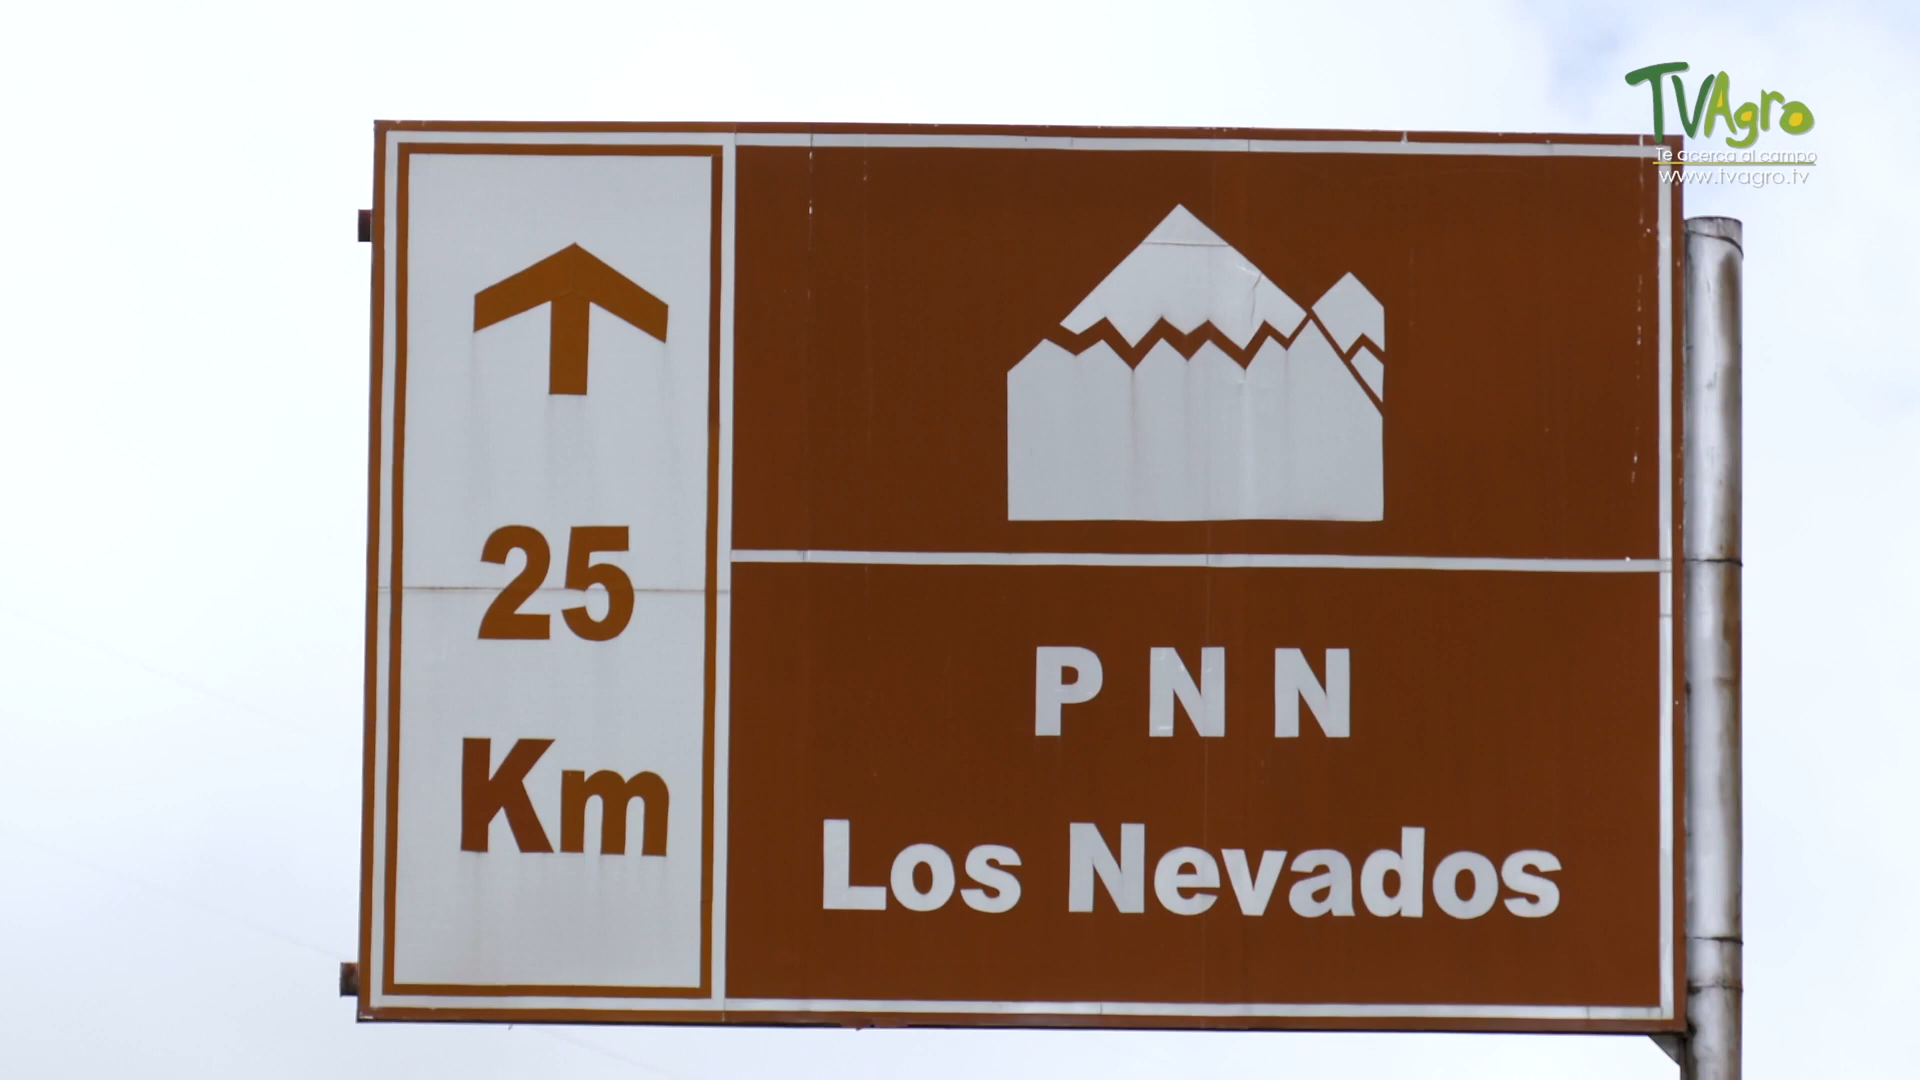 TVAgro
Te acerca al campo
www.tvagro.tv
25
Km
P N N
Los Nevados